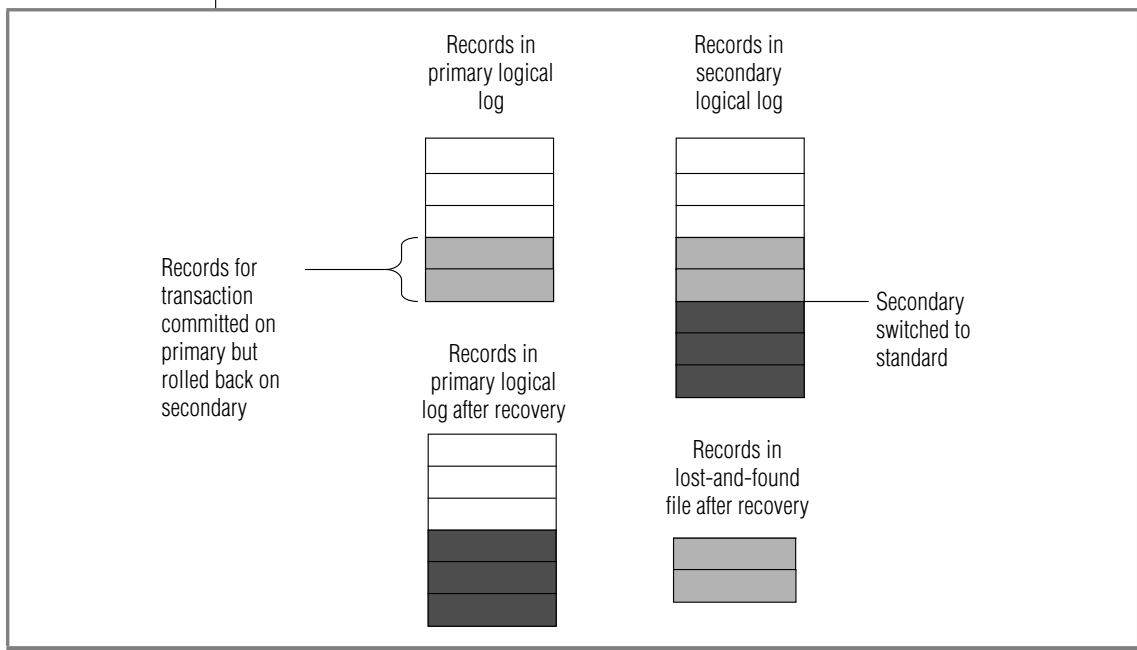 Records in
primary logical
log
Records in
secondary
logical log
Records for
transaction
committed on
primary but
rolled back on
secondary
Secondary
switched to
standard
Records in
primary logical
log after recovery
Records in
lost-and-found
file after recovery